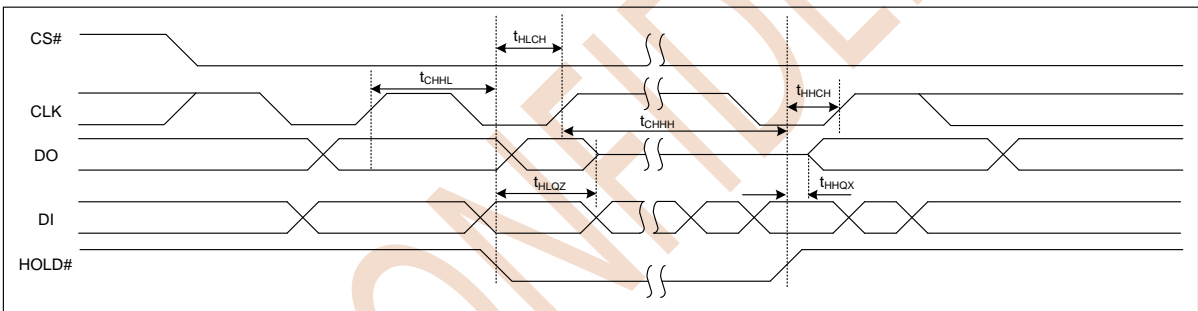 CS#
tHLCH
tCHHL
CLK
tHHCH
tCHHH
DO
tHLQZ
tHHQX
DI
HOLD#